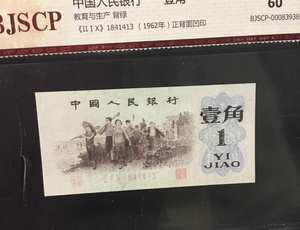 中国人民银行 壹角 60
BJSCP
教育与生产 背绿 BJSCP-00083938
《II I X》1841413 （1962年）正背面凹印
中國人民銀行
壹角
1
YI
JIAO